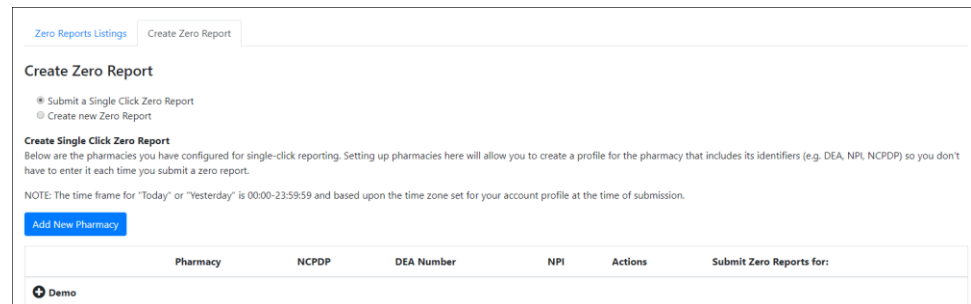 Zero Reports Listings Create Zero Report
Create Zero Report
Submit a Single Click Zero Report
Create new Zero Report
Create Single Click Zero Report
Below are the pharmacies you have configured for single-click reporting. Setting up pharmacies here will allow you to create a profile for the pharmacy that includes its identifiers (e.g. DEA, NPI, NCPDP) so you don't
have to enter it each time you submit a zero report.
NOTE: The time frame for "Today" or "Yesterday" is 00:00-23:59:59 and based upon the time zone set for your account profile at the time of submission.
Add New Pharmacy
Pharmacy NCPDP DEA Number NPI Actions Submit Zero Reports for:
Demo